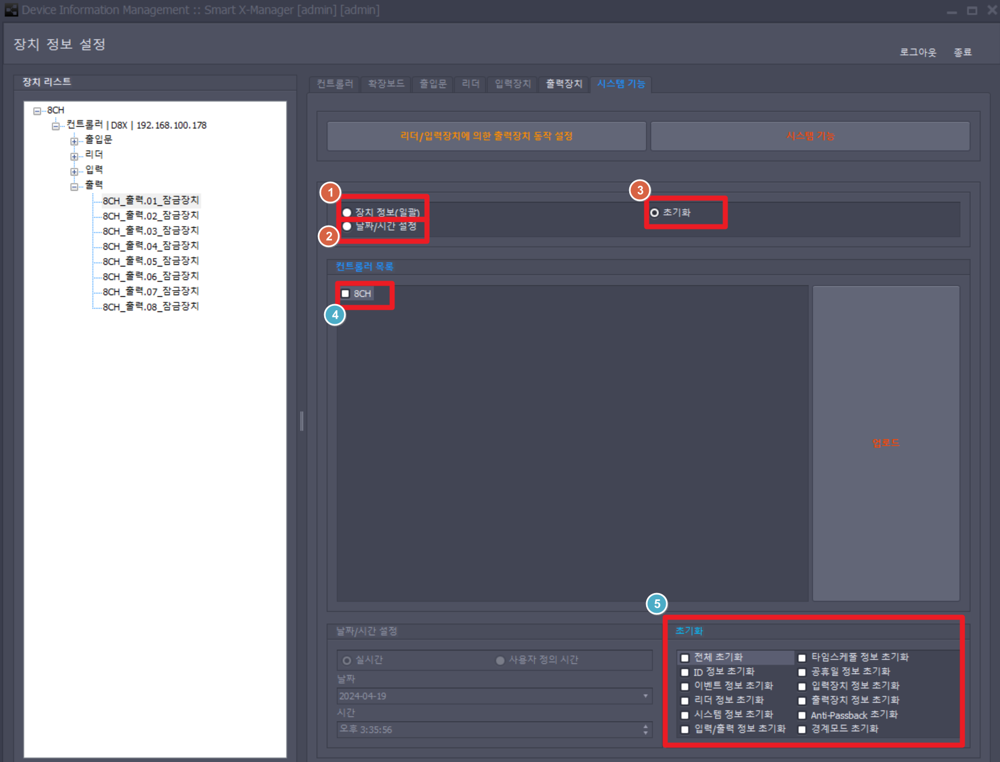 Device Information Management :: Smart X-Manager [admin] [admin]
장치 정보 설정
로그아웃 종료
장치 리스트
8CH
컨트롤러 | D8X | 192.168.100.178
출입문
리더
입력
출력
8CH_출력.01_잠금장치
8CH_출력.02_잠금장치
8CH_출력.03_잠금장치
8CH_출력.04_잠금장치
8CH_출력.05_잠금장치
8CH_출력.06_잠금장치
8CH_출력.07_잠금장치
8CH_출력.08_잠금장치
컨트롤러 확장보드 출입문 리더 입력장치 출력장치 시스템 기능
리더/입력장치에 의한 출력장치 동작 설정 시스템 기능
1
3
장치 정보(일괄) 초기화
2
날짜/시간 설정
컨트롤러 목록
8CH
4
업로드
5
날짜/시간 설정
실시간 사용자 정의 시간
날짜
2024-04-19
시간
오후 3:35:56
초기화
전체 초기화 타임스케쥴 정보 초기화
ID 정보 초기화 공휴일 정보 초기화
이벤트 정보 초기화 입력장치 정보 초기화
리더 정보 초기화 출력장치 정보 초기화
시스템 정보 초기화 Anti-Passback 초기화
입력/출력 정보 초기화 경계모드 초기화